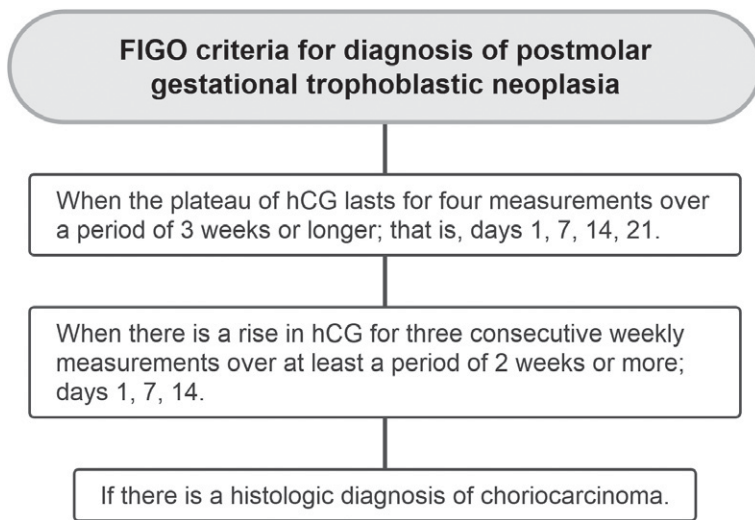 FIGO criteria for diagnosis of postmolar
gestational trophoblastic neoplasia
When the plateau of hCG lasts for four measurements over
a period of 3 weeks or longer; that is, days 1, 7, 14, 21.
When there is a rise in hCG for three consecutive weekly
measurements over at least a period of 2 weeks or more;
days 1, 7, 14.
If there is a histologic diagnosis of choriocarcinoma.